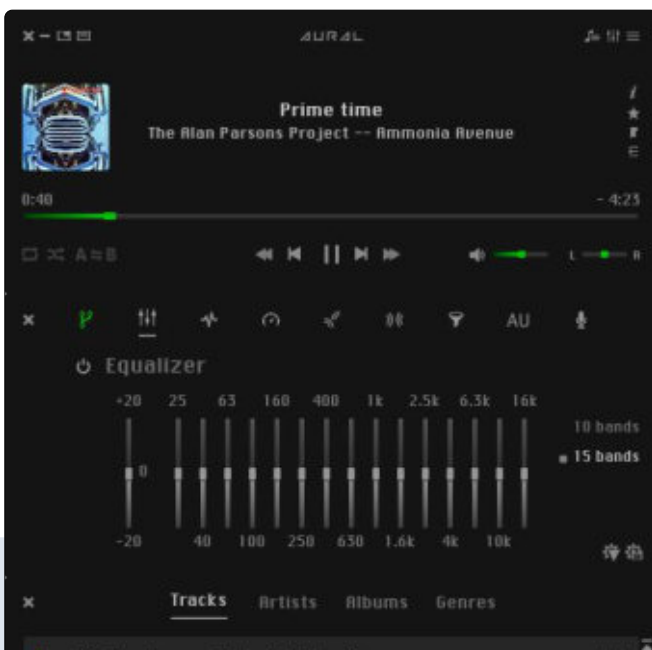 AURAL
Prime time
The Alan Parsons Project -- Ammonia Avenue
0:40
- 4:23
A ⇆ B
L R
AU
Equalizer
+20 25 63 160 400 1k 2.5k 6.3k 16k
10 bands
0
15 bands
-20 40 100 250 630 1.6k 4k 10k
Tracks Artists Albums Genres